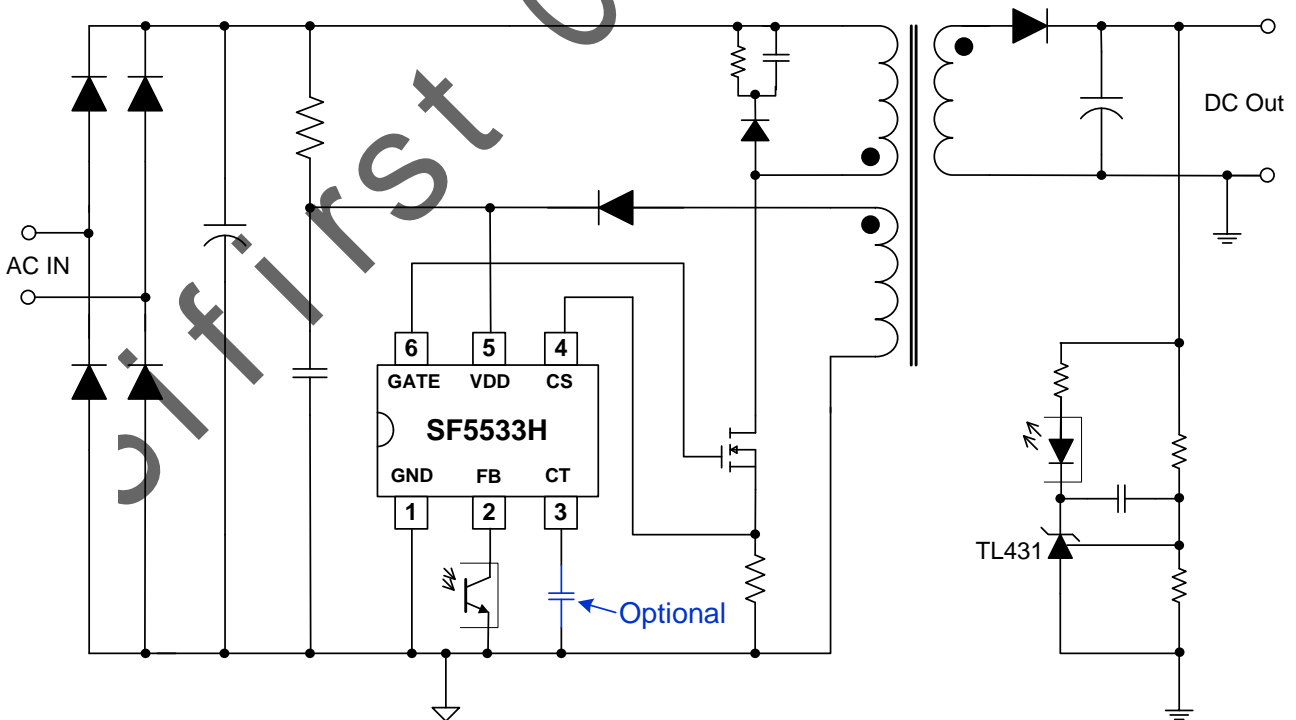 DC Out
AC IN
6 5 4
GATE VDD CS
SF5533H
GND FB CT
1 2 3
Optional
TL431